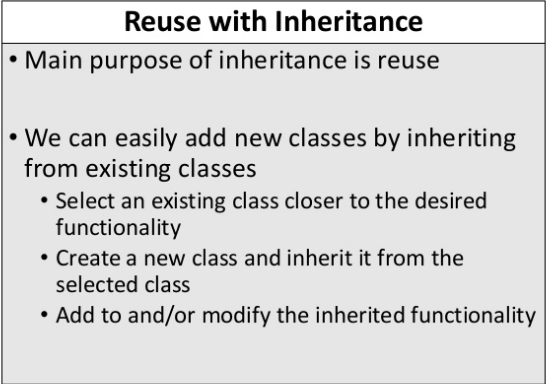 Reuse with Inheritance
• Main purpose of inheritance is reuse
• We can easily add new classes by inheriting
from existing classes
• Select an existing class closer to the desired
functionality
• Create a new class and inherit it from the
selected class
• Add to and/or modify the inherited functionality